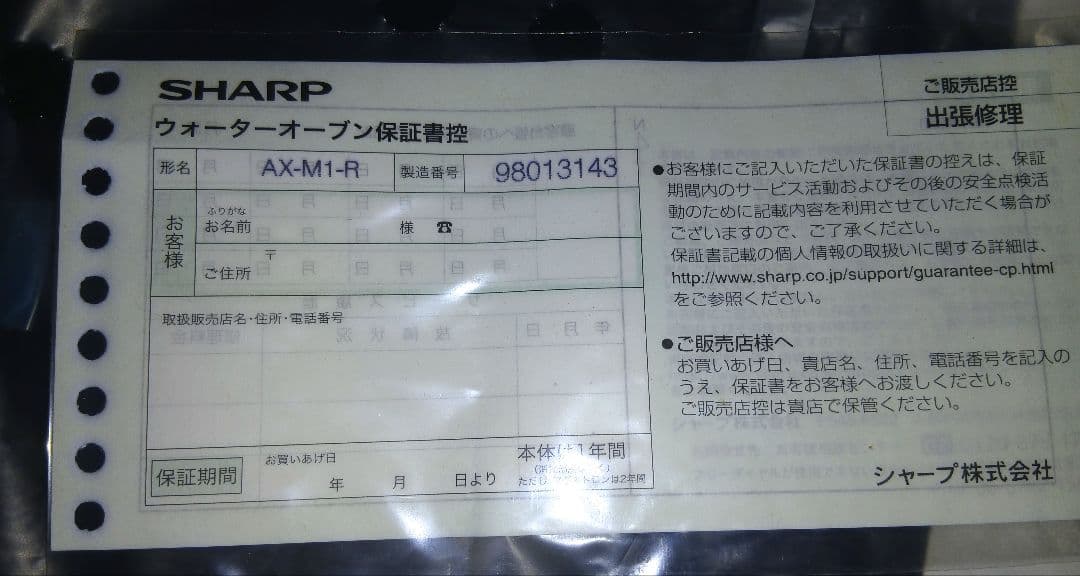 SHARP
ウォーターオーブン保証書控
形名 AX-M1-R 製造番号 98013143
お客様
ふりがな
お名前 様 ☎
〒
ご住所
取扱販売店名・住所・電話番号
保証期間
お買いあげ日
年 月 日より
本体は1年間
ただし は2年間
ご販売店控
出張修理
●お客様にご記入いただいた保証書の控えは、保証
期間内のサービス活動およびその後の安全点検活
動のために記載内容を利用させていただく場合が
ございますので、ご了承ください。
保証書記載の個人情報の取扱いに関する詳細は、
http://www.sharp.co.jp/support/guarantee-cp.html
をご参照ください。
●ご販売店様へ
お買いあげ日、貴店名、住所、電話番号を記入の
うえ、保証書をお客様へお渡しください。
ご販売店控は貴店で保管ください。
シャープ株式会社